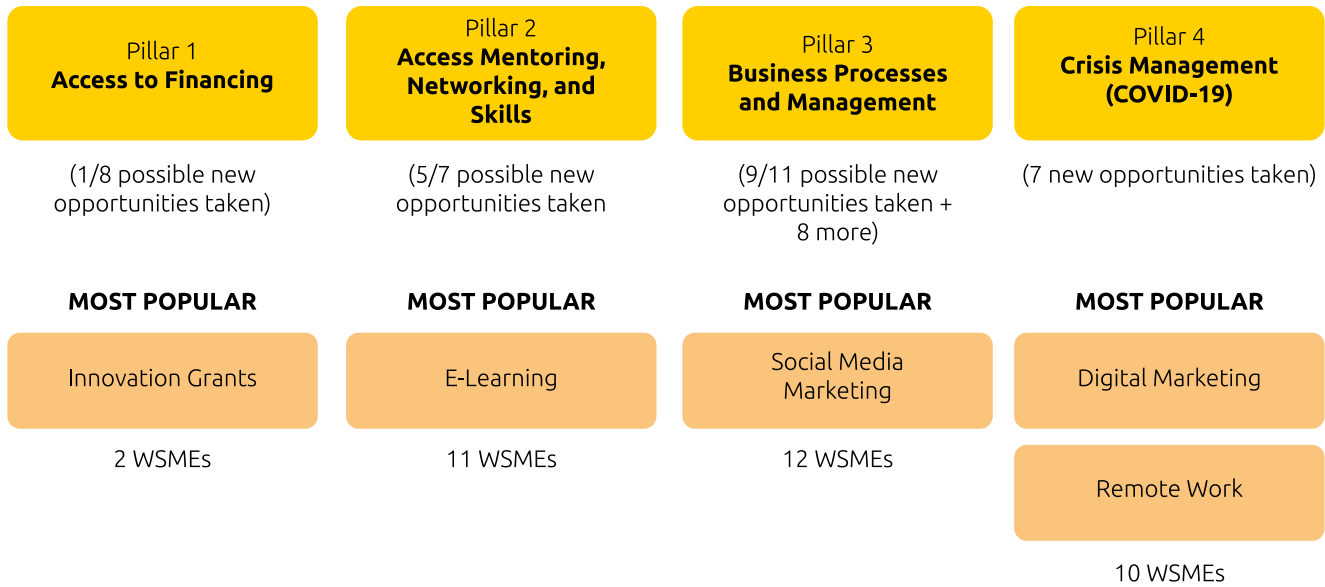 Pillar 1
Access to Financing
(1/8 possible new
opportunities taken)
MOST POPULAR
Innovation Grants
2 WSMEs
Pillar 2
Access Mentoring,
Networking, and
Skills
(5/7 possible new
opportunities taken
MOST POPULAR
E-Learning
11 WSMEs
Pillar 3
Business Processes
and Management
(9/11 possible new
opportunities taken +
8 more)
MOST POPULAR
Social Media
Marketing
12 WSMEs
Pillar 4
Crisis Management
(COVID-19)
(7 new opportunities taken)
MOST POPULAR
Digital Marketing
Remote Work
10 WSMEs